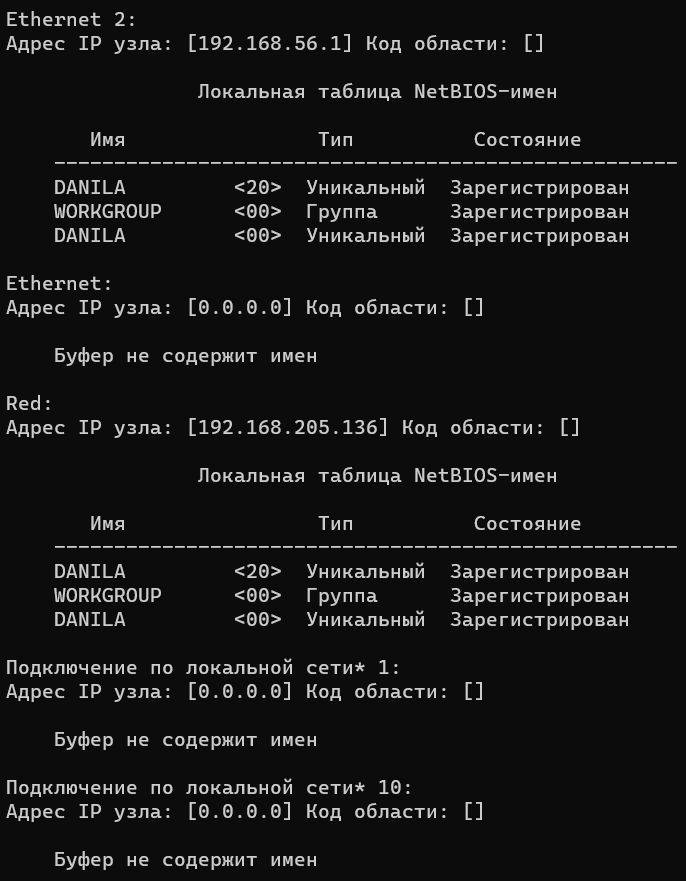 Ethernet 2:
Адрес IP узла: [192.168.56.1] Код области: []
Локальная таблица NetBIOS-имен
Имя Тип Состояние
----------------------------------------------------
DANILA <20> Уникальный Зарегистрирован
WORKGROUP <00> Группа Зарегистрирован
DANILA <00> Уникальный Зарегистрирован
Ethernet:
Адрес IP узла: [0.0.0.0] Код области: []
Буфер не содержит имен
Red:
Адрес IP узла: [192.168.205.136] Код области: []
Локальная таблица NetBIOS-имен
Имя Тип Состояние
----------------------------------------------------
DANILA <20> Уникальный Зарегистрирован
WORKGROUP <00> Группа Зарегистрирован
DANILA <00> Уникальный Зарегистрирован
Подключение по локальной сети* 1:
Адрес IP узла: [0.0.0.0] Код области: []
Буфер не содержит имен
Подключение по локальной сети* 10:
Адрес IP узла: [0.0.0.0] Код области: []
Буфер не содержит имен